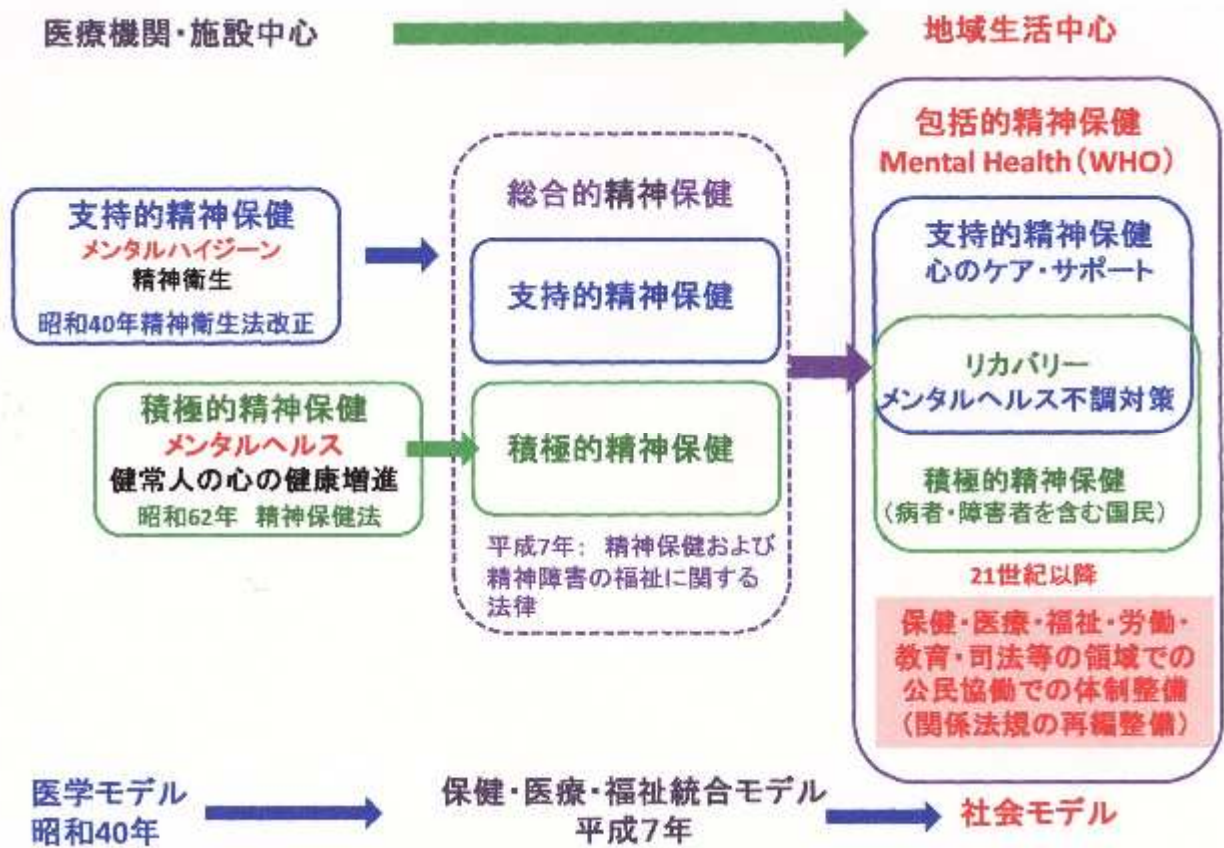 医療機関・施設中心
地域生活中心
包括的精神保健
Mental Health(WHO)
支持的精神保健
メンタルハイジーン
精神衛生
昭和40年精神衛生法改正
積極的精神保健
メンタルヘルス
健常人の心の健康増進
昭和62年 精神保健法
総合的精神保健
支持的精神保健
積極的精神保健
平成7年: 精神保健および
精神障害の福祉に関する
法律
支持的精神保健
心のケア・サポート
リカバリー
メンタルヘルス不調対策
積極的精神保健
(病者・障害者を含む国民)
21世紀以降
保健・医療・福祉・労働・
教育・司法等の領域での
公民協働での体制整備
(関係法規の再編整備)
医学モデル
昭和40年
保健・医療・福祉統合モデル
平成7年
社会モデル